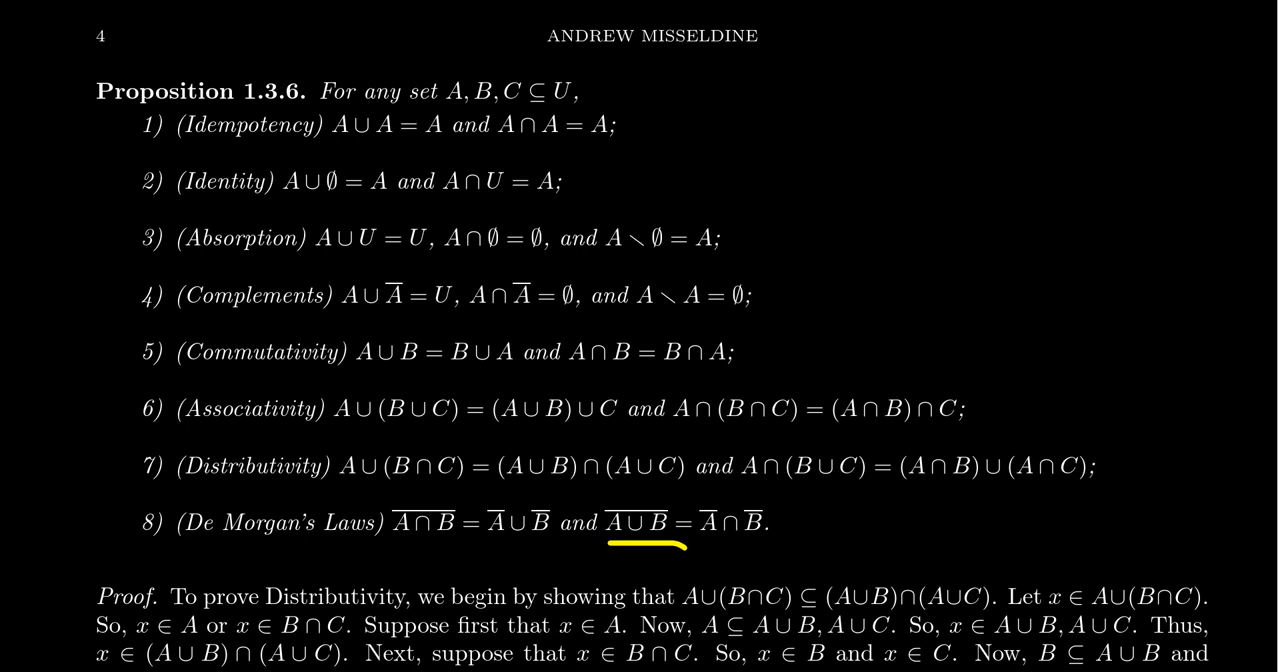 4 ANDREW MISSELDINE
Proposition 1.3.6. For any set A, B, C ⊆ U,
1) (Idempotency) A ∪ A = A and A ∩ A = A;
2) (Identity) A ∪ ∅ = A and A ∩ U = A;
3) (Absorption) A ∪ U = U, A ∩ ∅ = ∅, and A ∖ ∅ = A;
4) (Complements) A ∪ A̅ = U, A ∩ A̅ = ∅, and A ∖ A = ∅;
5) (Commutativity) A ∪ B = B ∪ A and A ∩ B = B ∩ A;
6) (Associativity) A ∪ (B ∪ C) = (A ∪ B) ∪ C and A ∩ (B ∩ C) = (A ∩ B) ∩ C;
7) (Distributivity) A ∪ (B ∩ C) = (A ∪ B) ∩ (A ∪ C) and A ∩ (B ∪ C) = (A ∩ B) ∪ (A ∩ C);
8) (De Morgan's Laws) A̅ ̅∩̅ ̅B̅ = A̅ ∪ B̅ and A̅ ̅∪̅ ̅B̅ = A̅ ∩ B̅.
Proof. To prove Distributivity, we begin by showing that A∪(B∩C) ⊆ (A∪B)∩(A∪C). Let x ∈ A∪(B∩C).
So, x ∈ A or x ∈ B ∩ C. Suppose first that x ∈ A. Now, A ⊆ A ∪ B, A ∪ C. So, x ∈ A ∪ B, A ∪ C. Thus,
x ∈ (A ∪ B) ∩ (A ∪ C). Next, suppose that x ∈ B ∩ C. So, x ∈ B and x ∈ C. Now, B ⊆ A ∪ B and